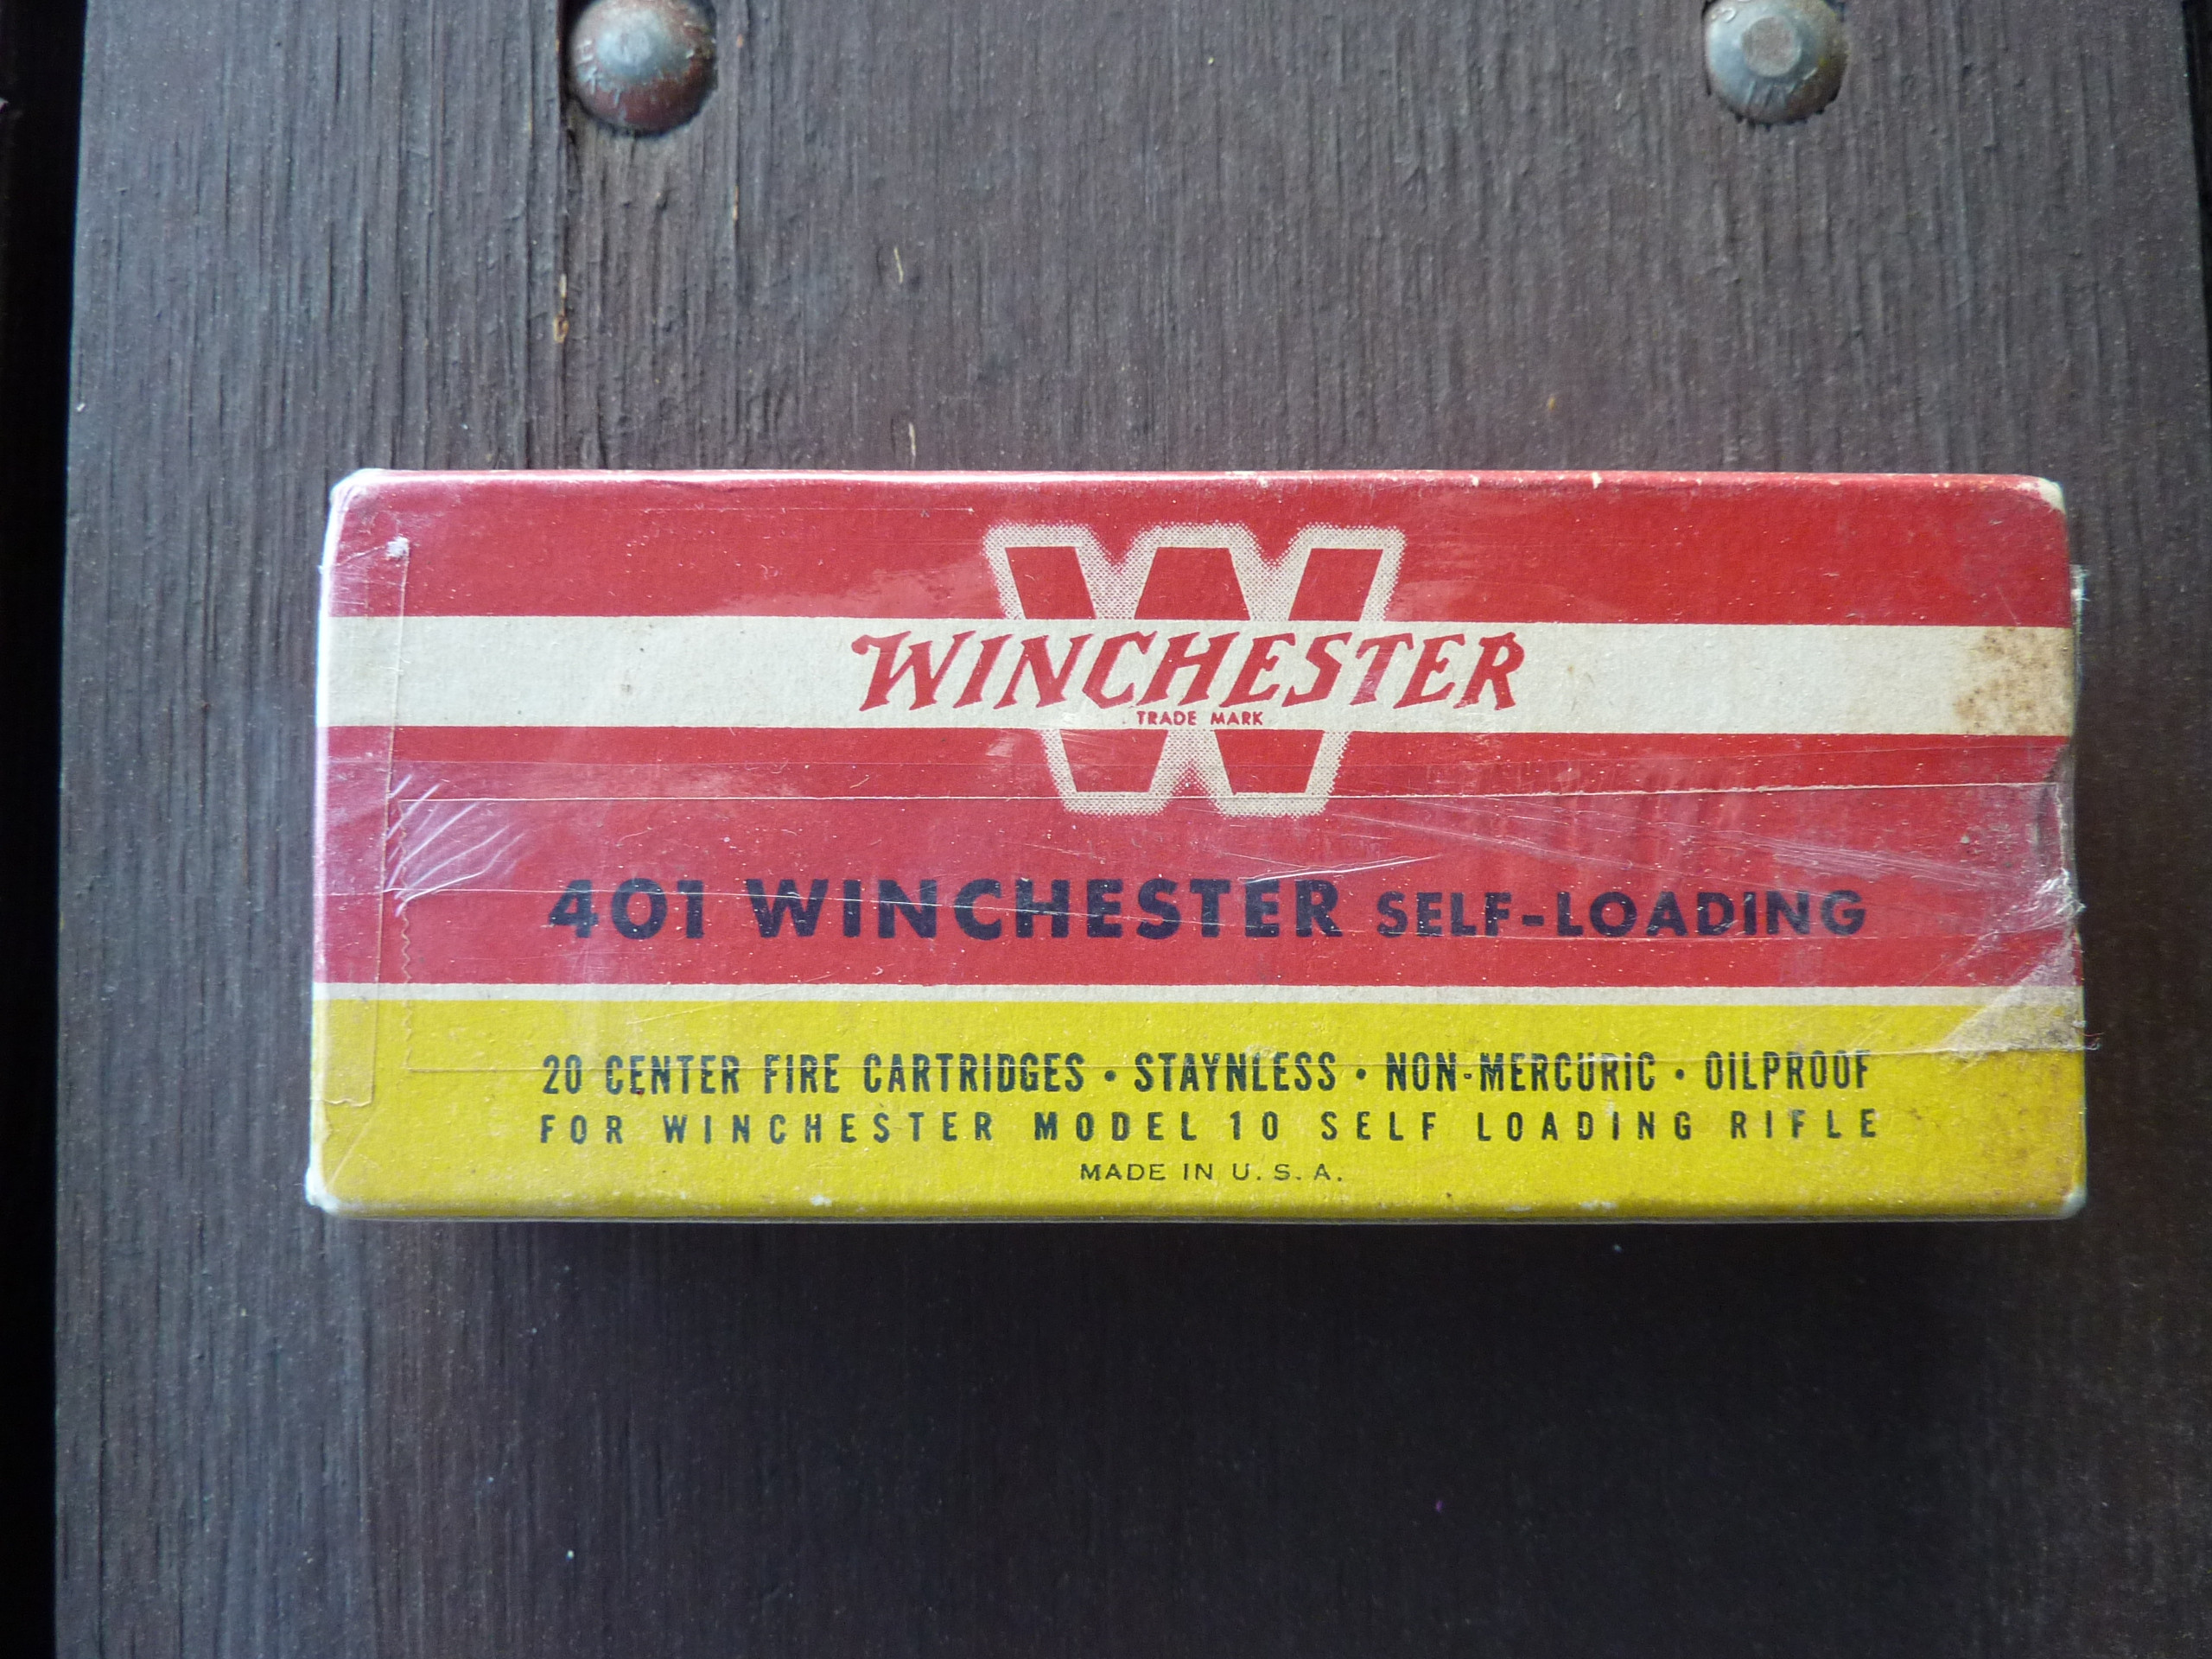 W
WINCHESTER
TRADE MARK
401 WINCHESTER SELF-LOADING
20 CENTER FIRE CARTRIDGES • STAYNLESS • NON-MERCURIC • OILPROOF
FOR WINCHESTER MODEL 10 SELF LOADING RIFLE
MADE IN U. S. A.